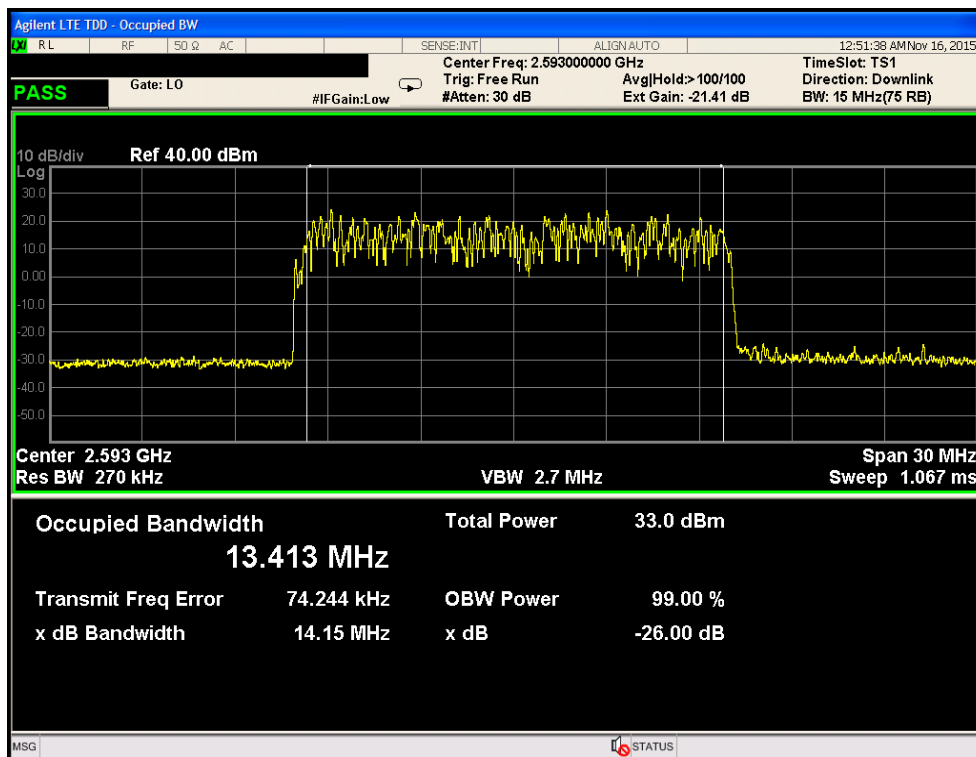 Agilent LTE TDD - Occupied BW
LXI RL RF 50 Ω AC SENSE:INT ALIGN AUTO 12:51:38 AM Nov 16, 2015
Center Freq: 2.593000000 GHz TimeSlot: TS1
PASS Gate: LO Trig: Free Run Avg|Hold:>100/100 Direction: Downlink
#IFGain:Low #Atten: 30 dB Ext Gain: -21.41 dB BW: 15 MHz(75 RB)
10 dB/div Ref 40.00 dBm
Log
30.0
20.0
10.0
0.00
-10.0
-20.0
-30.0
-40.0
-50.0
Center 2.593 GHz Span 30 MHz
Res BW 270 kHz VBW 2.7 MHz Sweep 1.067 ms
Occupied Bandwidth Total Power 33.0 dBm
13.413 MHz
Transmit Freq Error 74.244 kHz OBW Power 99.00 %
x dB Bandwidth 14.15 MHz x dB -26.00 dB
MSG STATUS